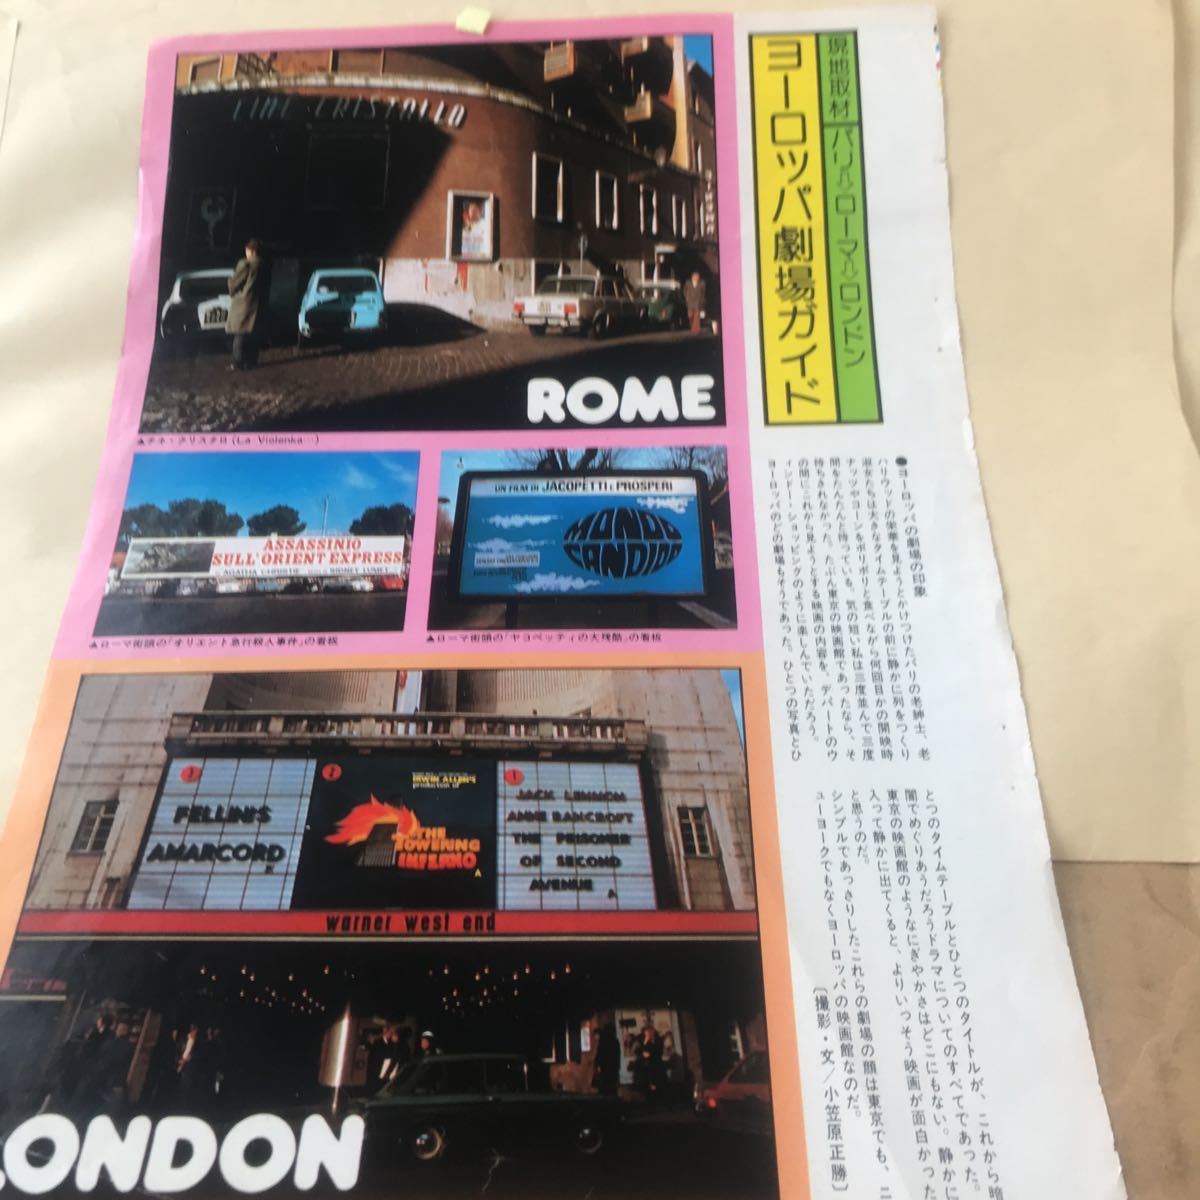 現地取材 パリ⇨ローマ⇨ロンドン
ヨーロッパ劇場ガイド
CINE CRISTALLO
ROME
▲チネ・クリスタロ (La Violenka…)
ASSASSINIO
SULL'ORIENT EXPRESS
AGATHA CHRISTIE
SIDNEY LUMET
▲ローマ街頭の「オリエント急行殺人事件」の看板
UN FILM DI JACOPETTI E PROSPERI
MONDO
CANDIDO
▲ローマ街頭の「ヤコペッティの大残酷」の看板
●ヨーロッパの劇場の印象
ハリウッドの栄華を見ようとかけつけたパリの老紳士、老
淑女たちは大きなタイムテーブルの前に静かに列をつくり
ナッツやコーンをポリポリと食べながら何回目かの開映時
間をたんたんと待っている。気の短い私は三度並んで三度
待ちきれなかった。たぶん東京の映画館であったなら、そ
の間にこれから見ようとする映画の内容を、デパートのウ
ィンドー・ショッピングのように楽しんでいただろう。
ヨーロッパのどの劇場もそうであった。ひとつの写真とひ
とつのタイムテーブルとひとつのタイトルが、これから暗
闇でめぐりあうだろうドラマについてのすべてであった。
東京の映画館のようなにぎやかさはどこにもない。静かに
入って静かに出てくると、よりいっそう映画が面白かった
と思うのだ。
シンプルであっさりしたこれらの劇場の顔は東京でも、ニ
ューヨークでもなくヨーロッパの映画館なのだ。
〔撮影・文／小笠原正勝〕
3
FELLINI'S
AMARCORD
2
IRWIN ALLEN'S
production of
THE
TOWERING
INFERNO
A
1
JACK LEMMON
ANNE BANCROFT
THE PRISONER
OF SECOND
AVENUE
A
warner west end
LONDON